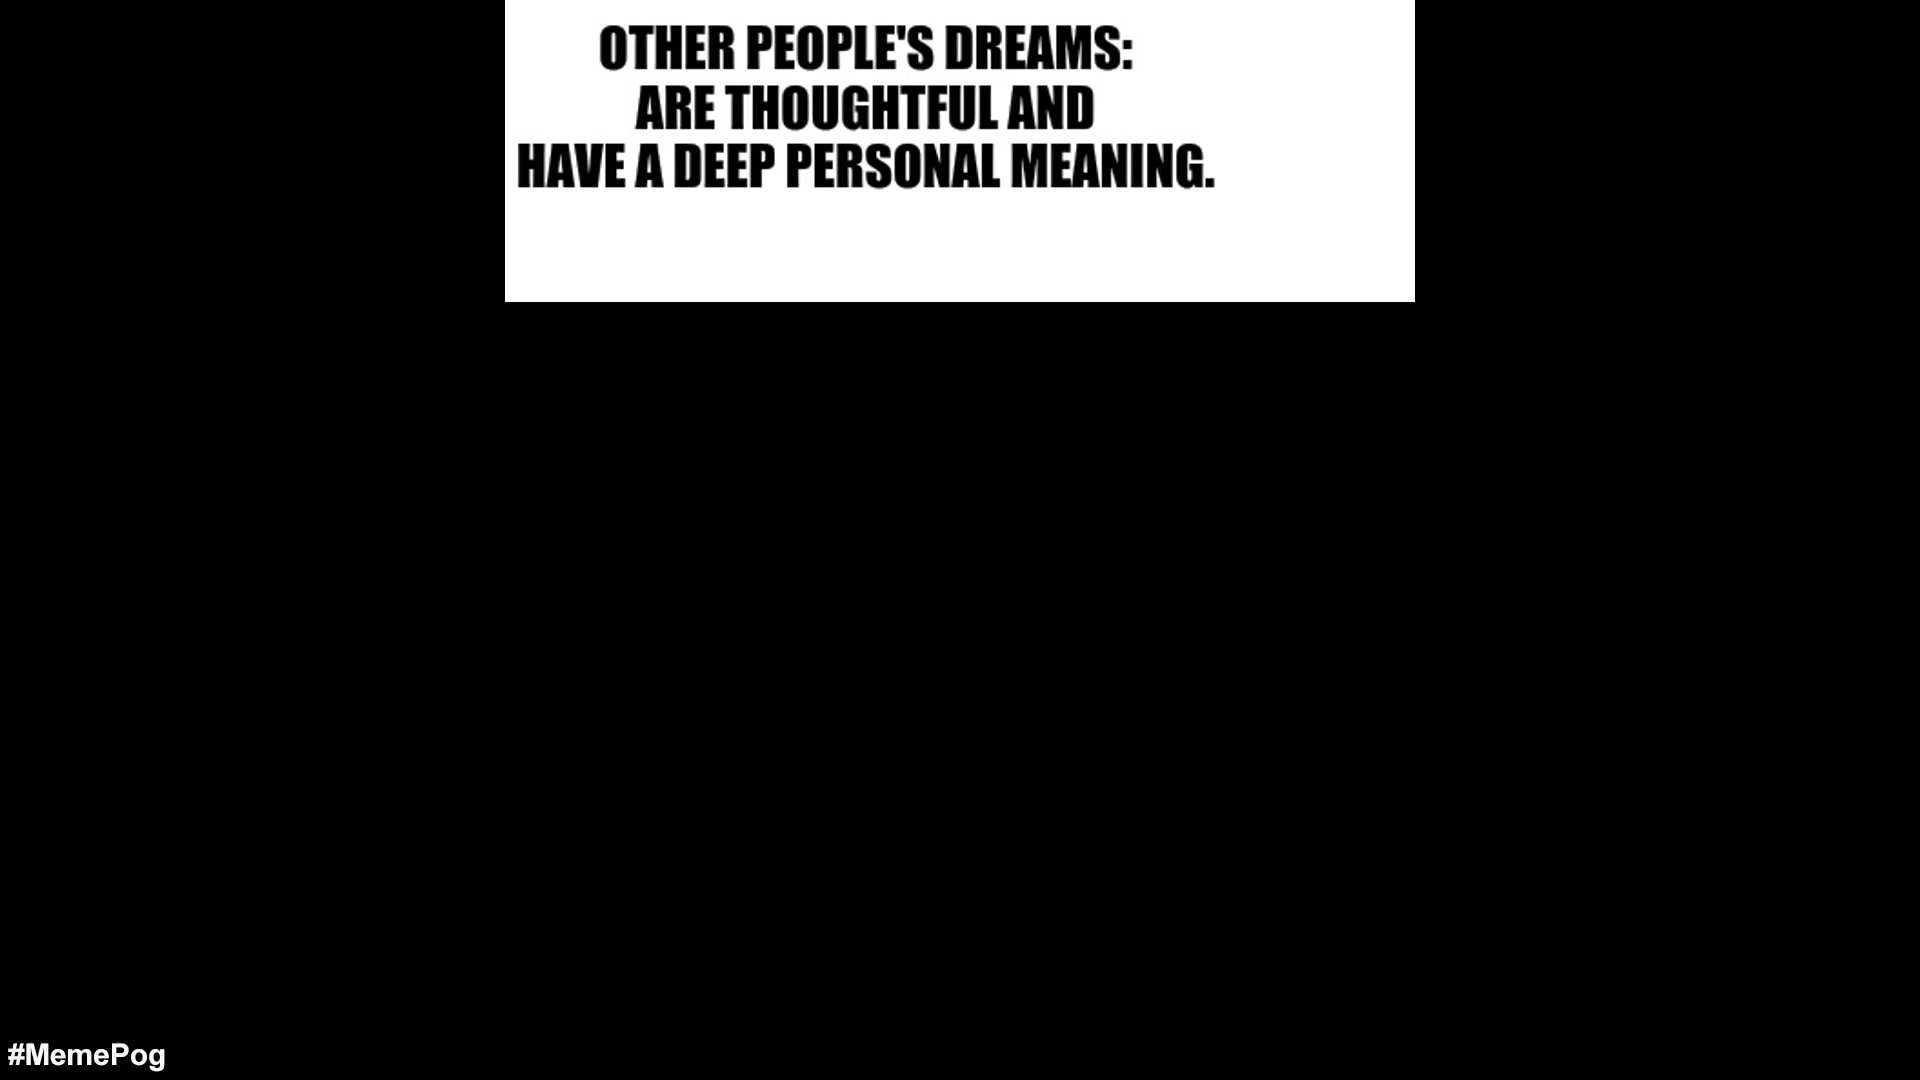 OTHER PEOPLE'S DREAMS:
ARE THOUGHTFUL AND
HAVE A DEEP PERSONAL MEANING.
#MemePog